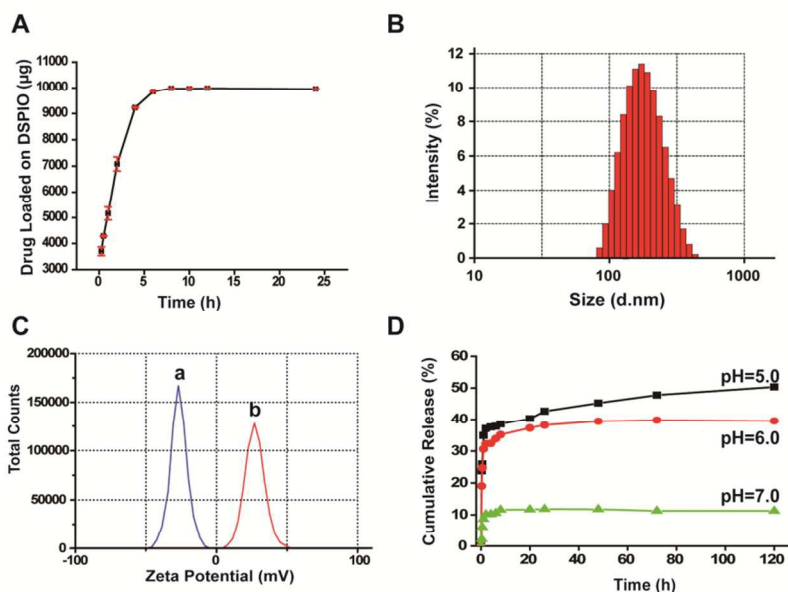 A
Drug Loaded on DSPIO (μg)
11000
10000
9000
8000
7000
6000
5000
4000
3000
0 5 10 15 20 25
Time (h)
B
Intensity (%)
12
10
8
6
4
2
0
10 100 1000
Size (d.nm)
C
Total Counts
200000
150000
100000
50000
0
a
b
-100 0 100
Zeta Potential (mV)
D
Cumulative Release (%)
60
50
40
30
20
10
0
pH=5.0
pH=6.0
pH=7.0
0 20 40 60 80 100 120
Time (h)